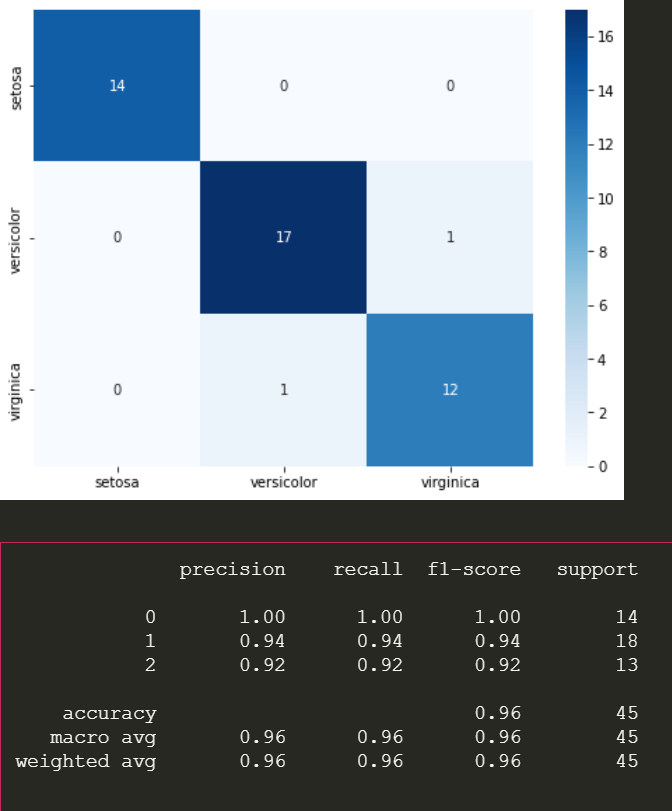 16
setosa
14 0 0
14
12
10
versicolor
0 17 1
8
6
4
virginica
0 1 12
2
0
setosa versicolor virginica
precision recall f1-score support
0 1.00 1.00 1.00 14
1 0.94 0.94 0.94 18
2 0.92 0.92 0.92 13
accuracy 0.96 45
macro avg 0.96 0.96 0.96 45
weighted avg 0.96 0.96 0.96 45